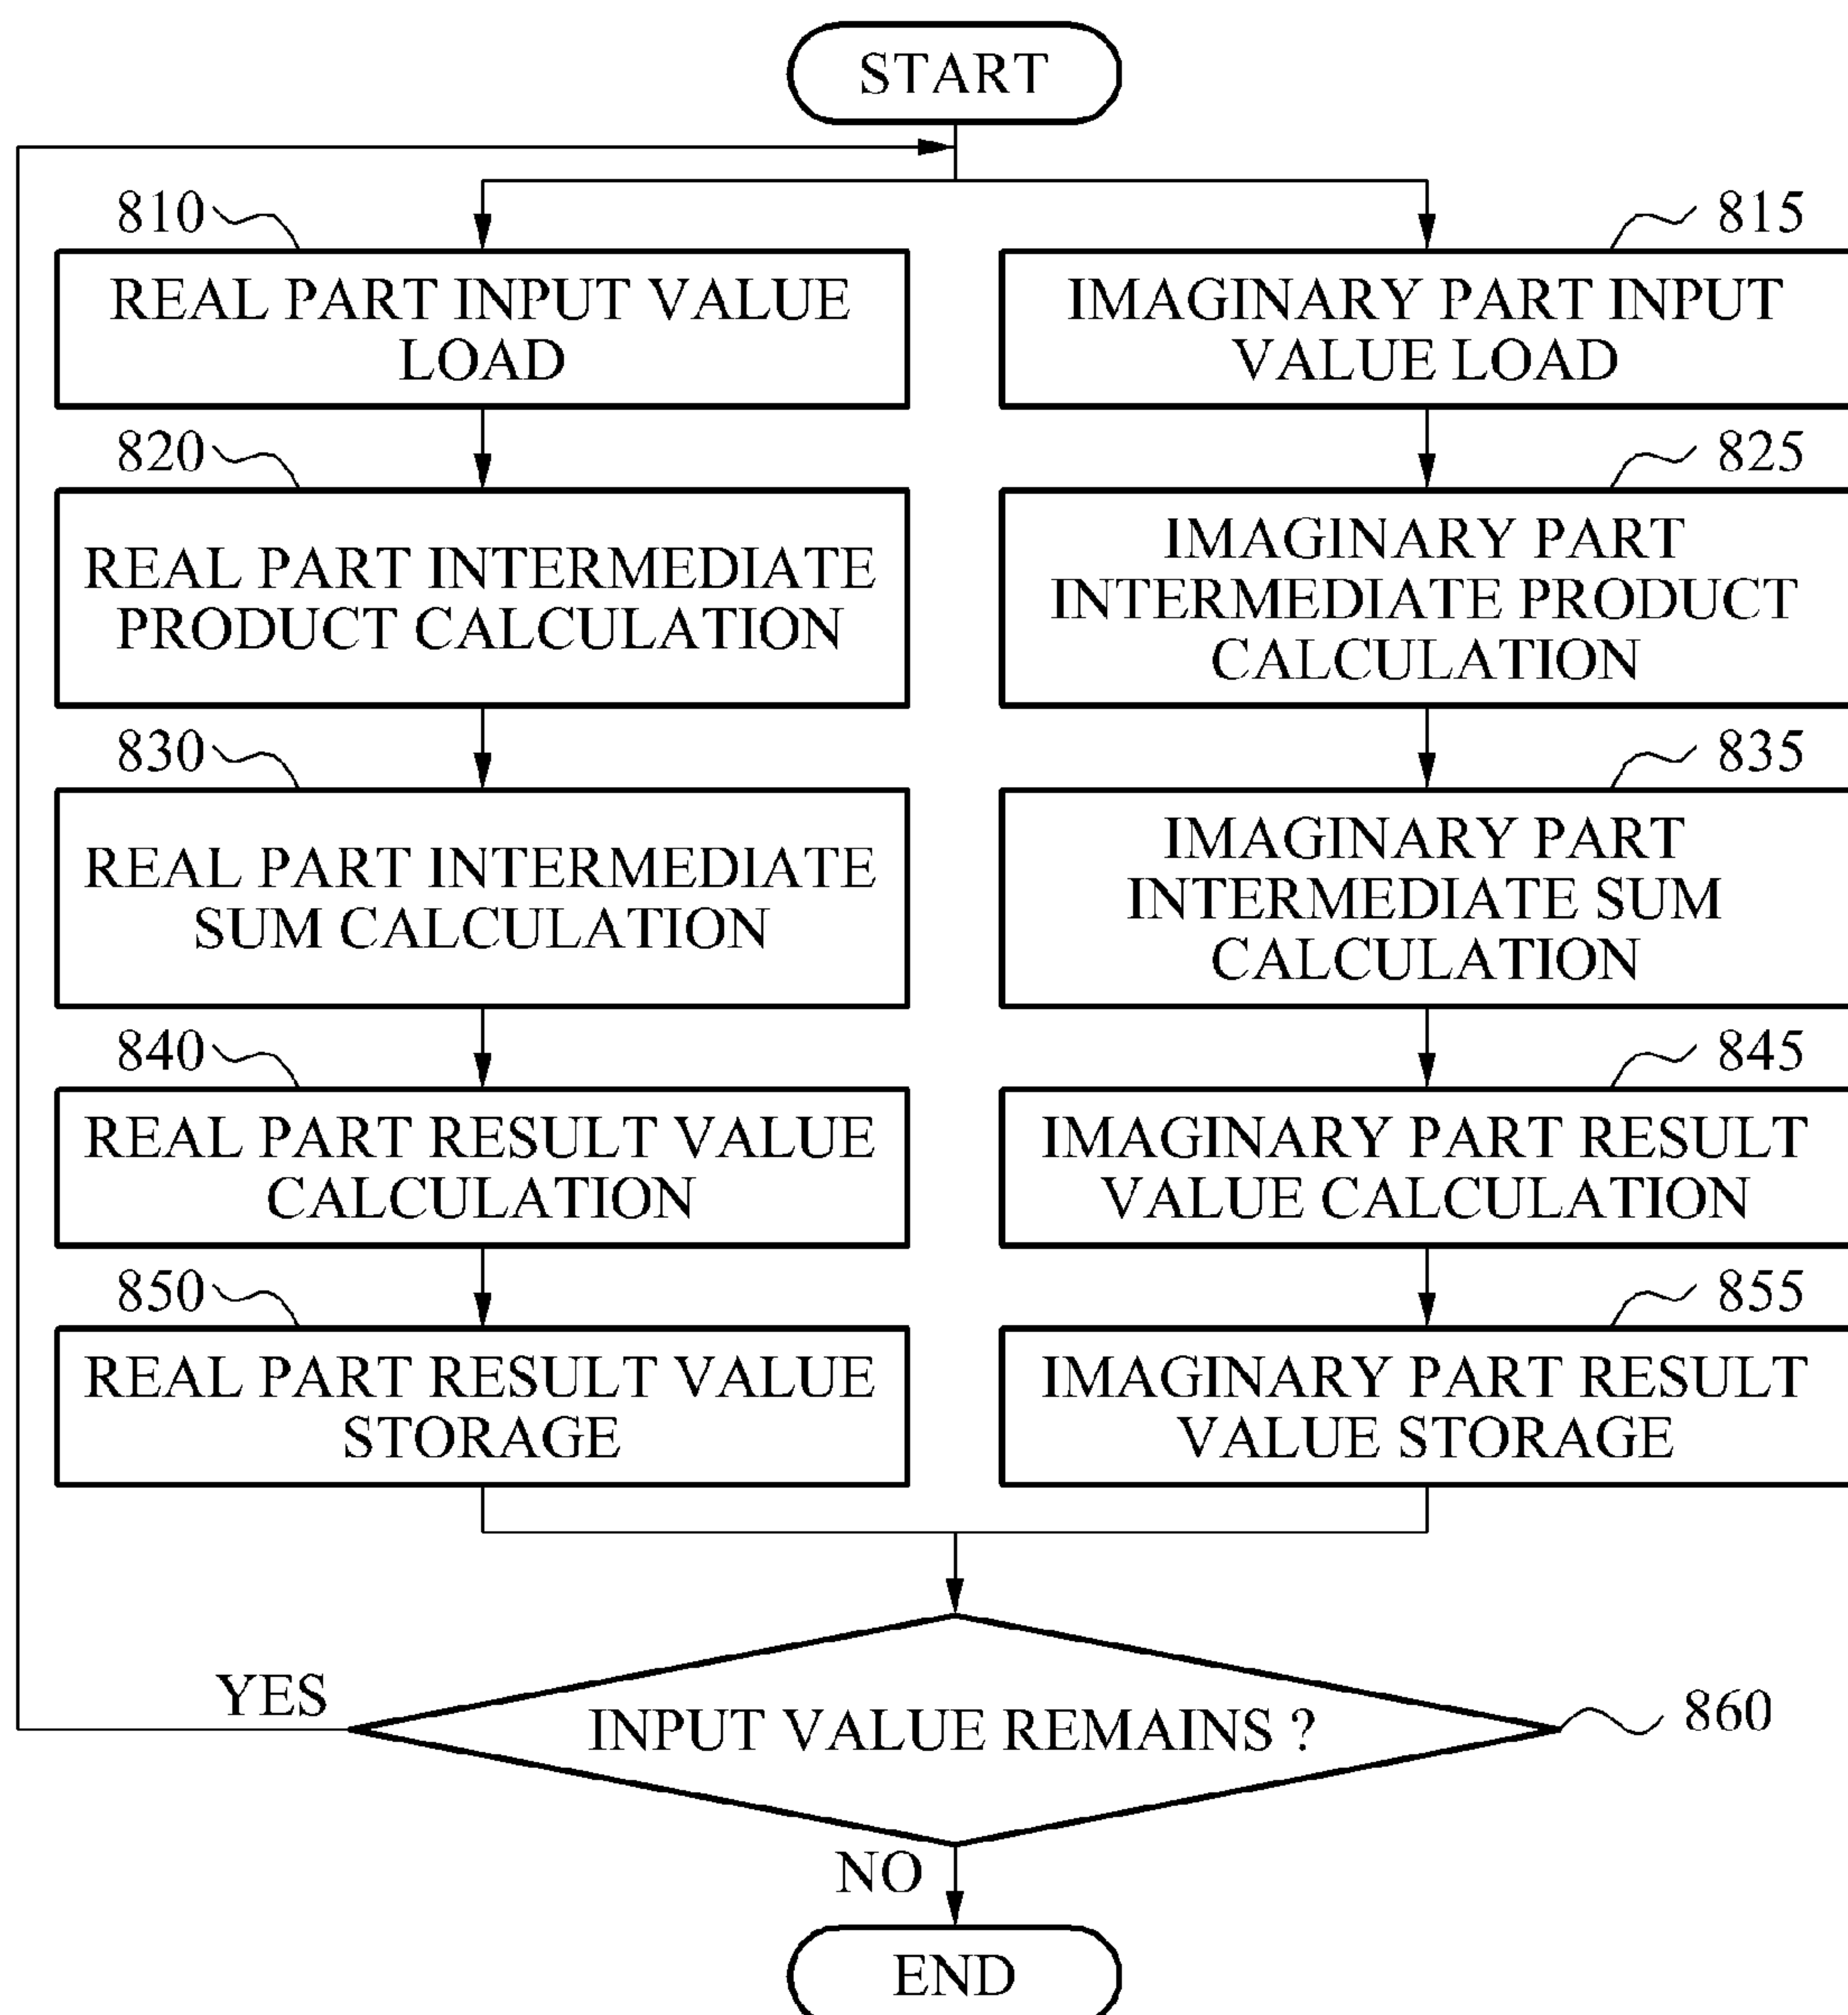 START
810
REAL PART INPUT VALUE
LOAD
815
IMAGINARY PART INPUT
VALUE LOAD
820
REAL PART INTERMEDIATE
PRODUCT CALCULATION
825
IMAGINARY PART
INTERMEDIATE PRODUCT
CALCULATION
830
REAL PART INTERMEDIATE
SUM CALCULATION
835
IMAGINARY PART
INTERMEDIATE SUM
CALCULATION
840
REAL PART RESULT VALUE
CALCULATION
845
IMAGINARY PART RESULT
VALUE CALCULATION
850
REAL PART RESULT VALUE
STORAGE
855
IMAGINARY PART RESULT
VALUE STORAGE
YES
INPUT VALUE REMAINS ?
860
NO
END